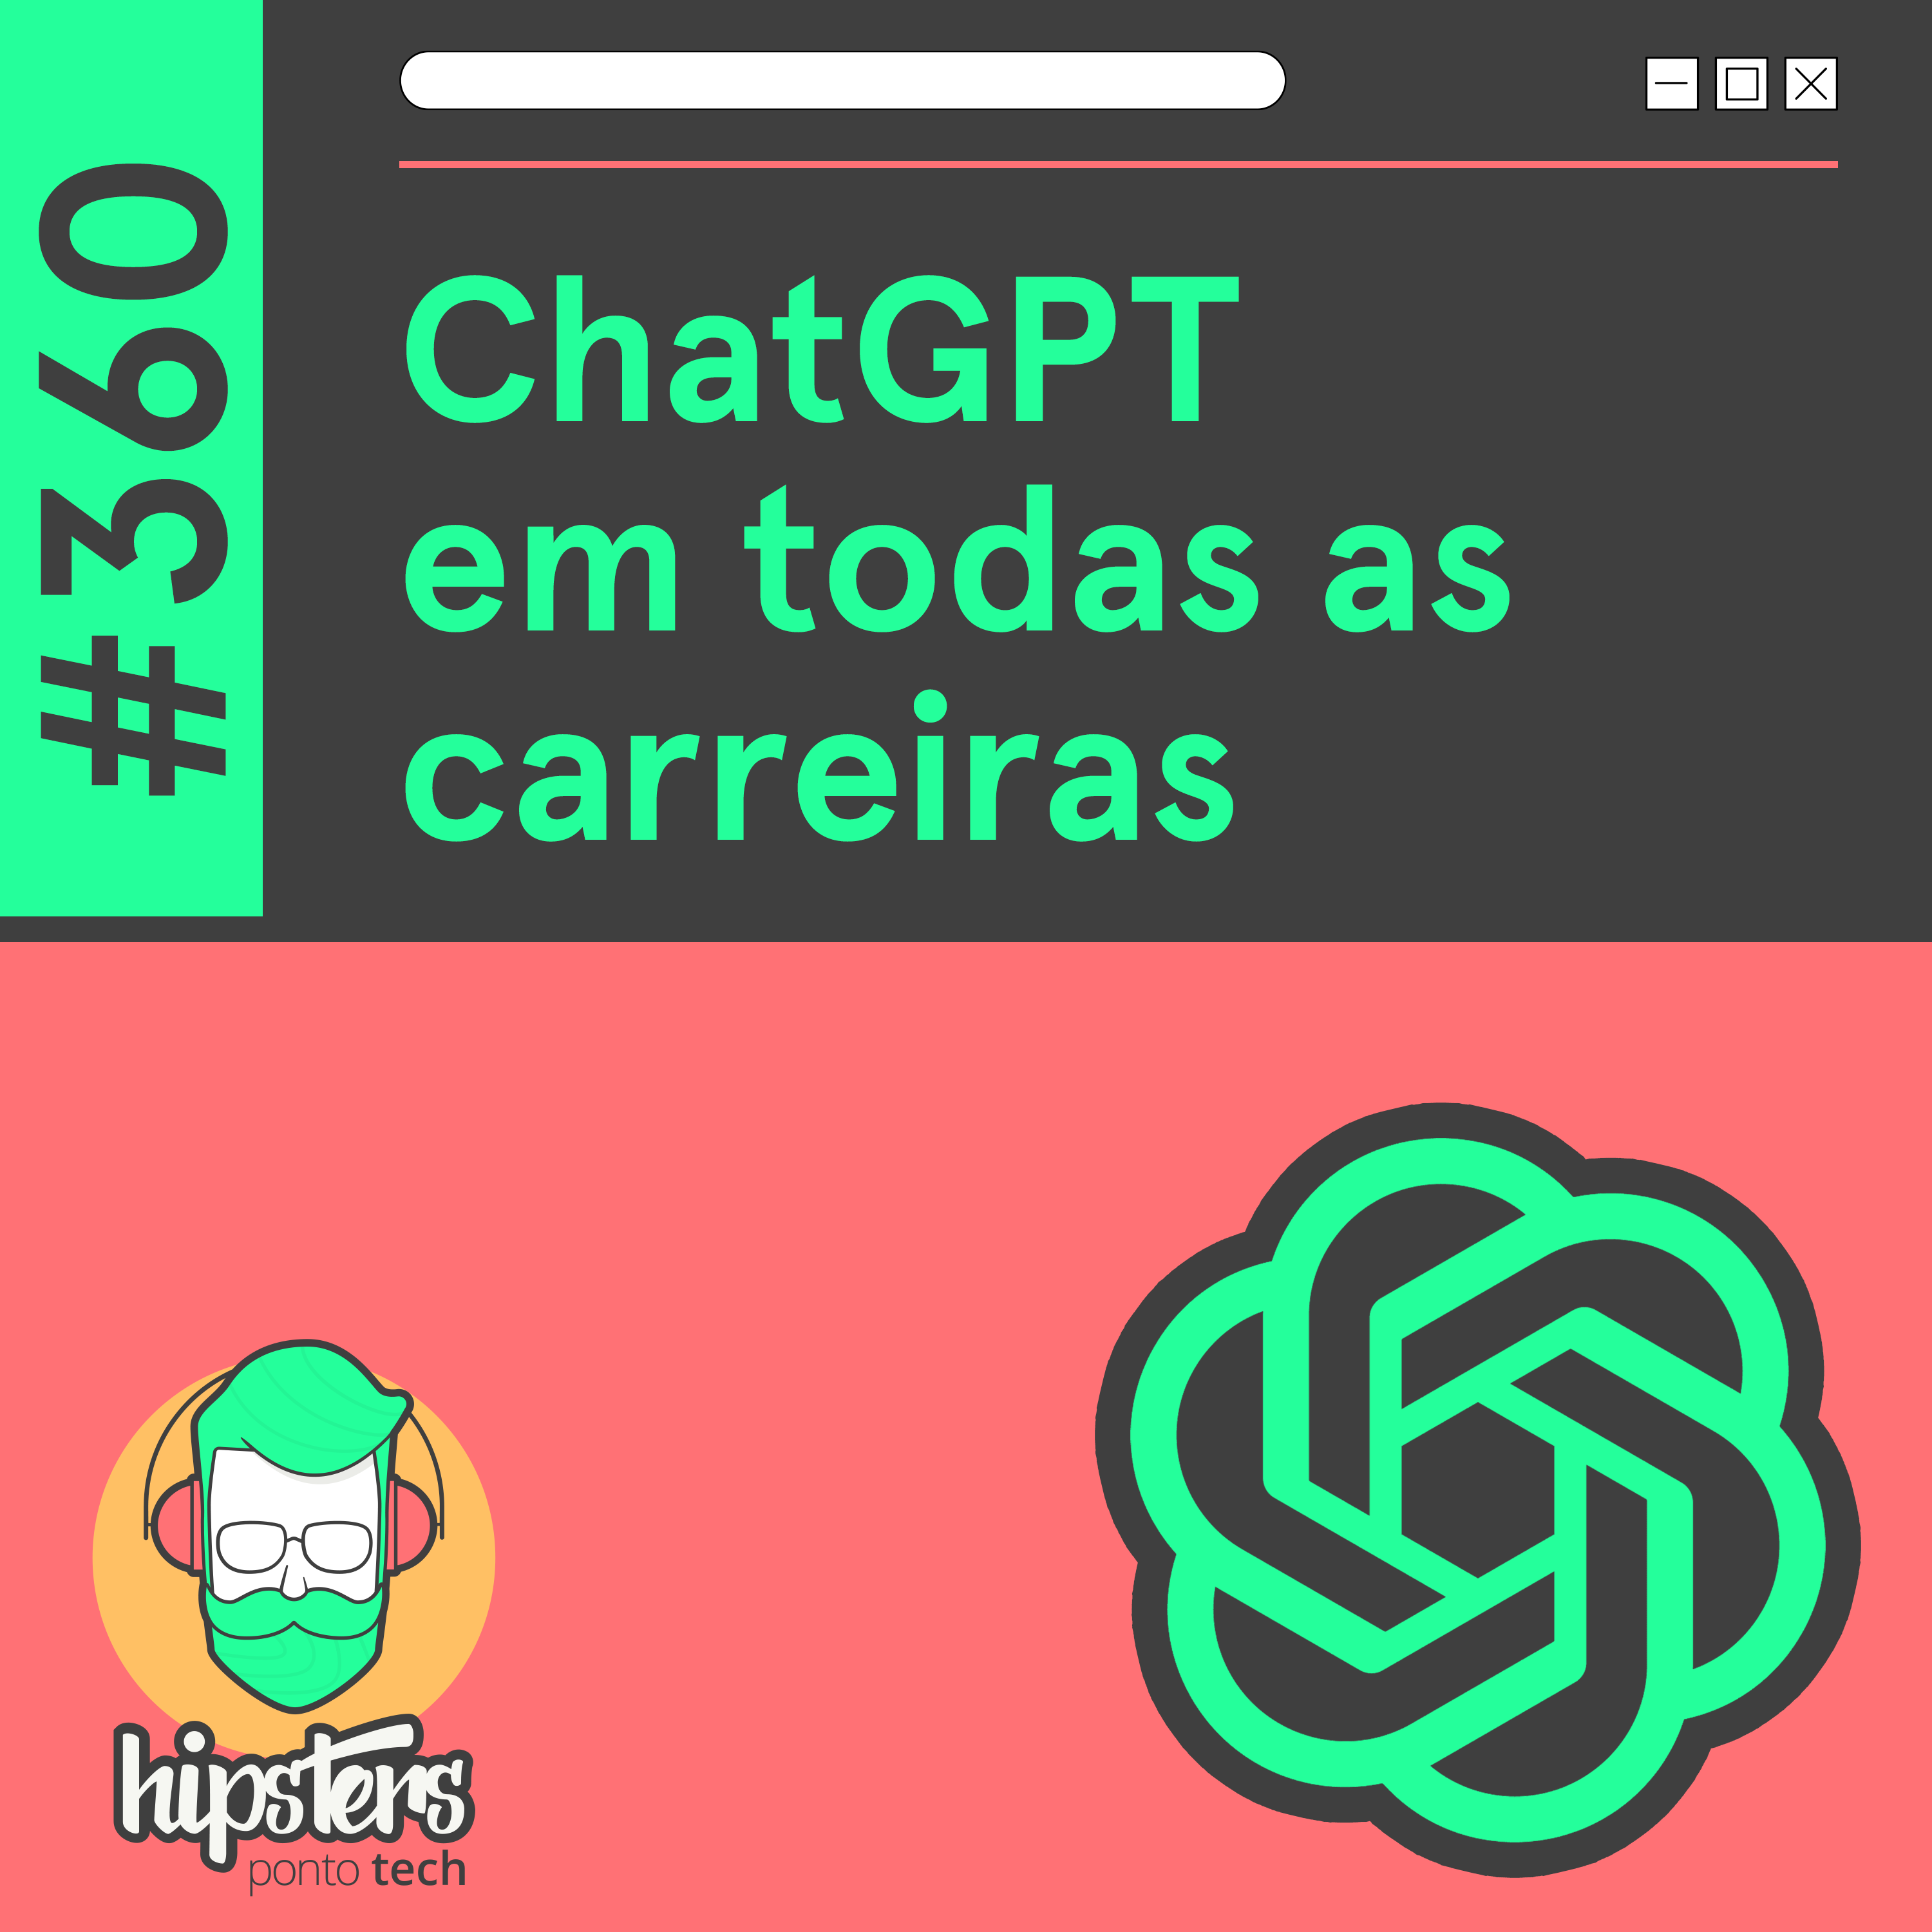 #360
ChatGPT
em todas as
carreiras
hipsters
ponto tech